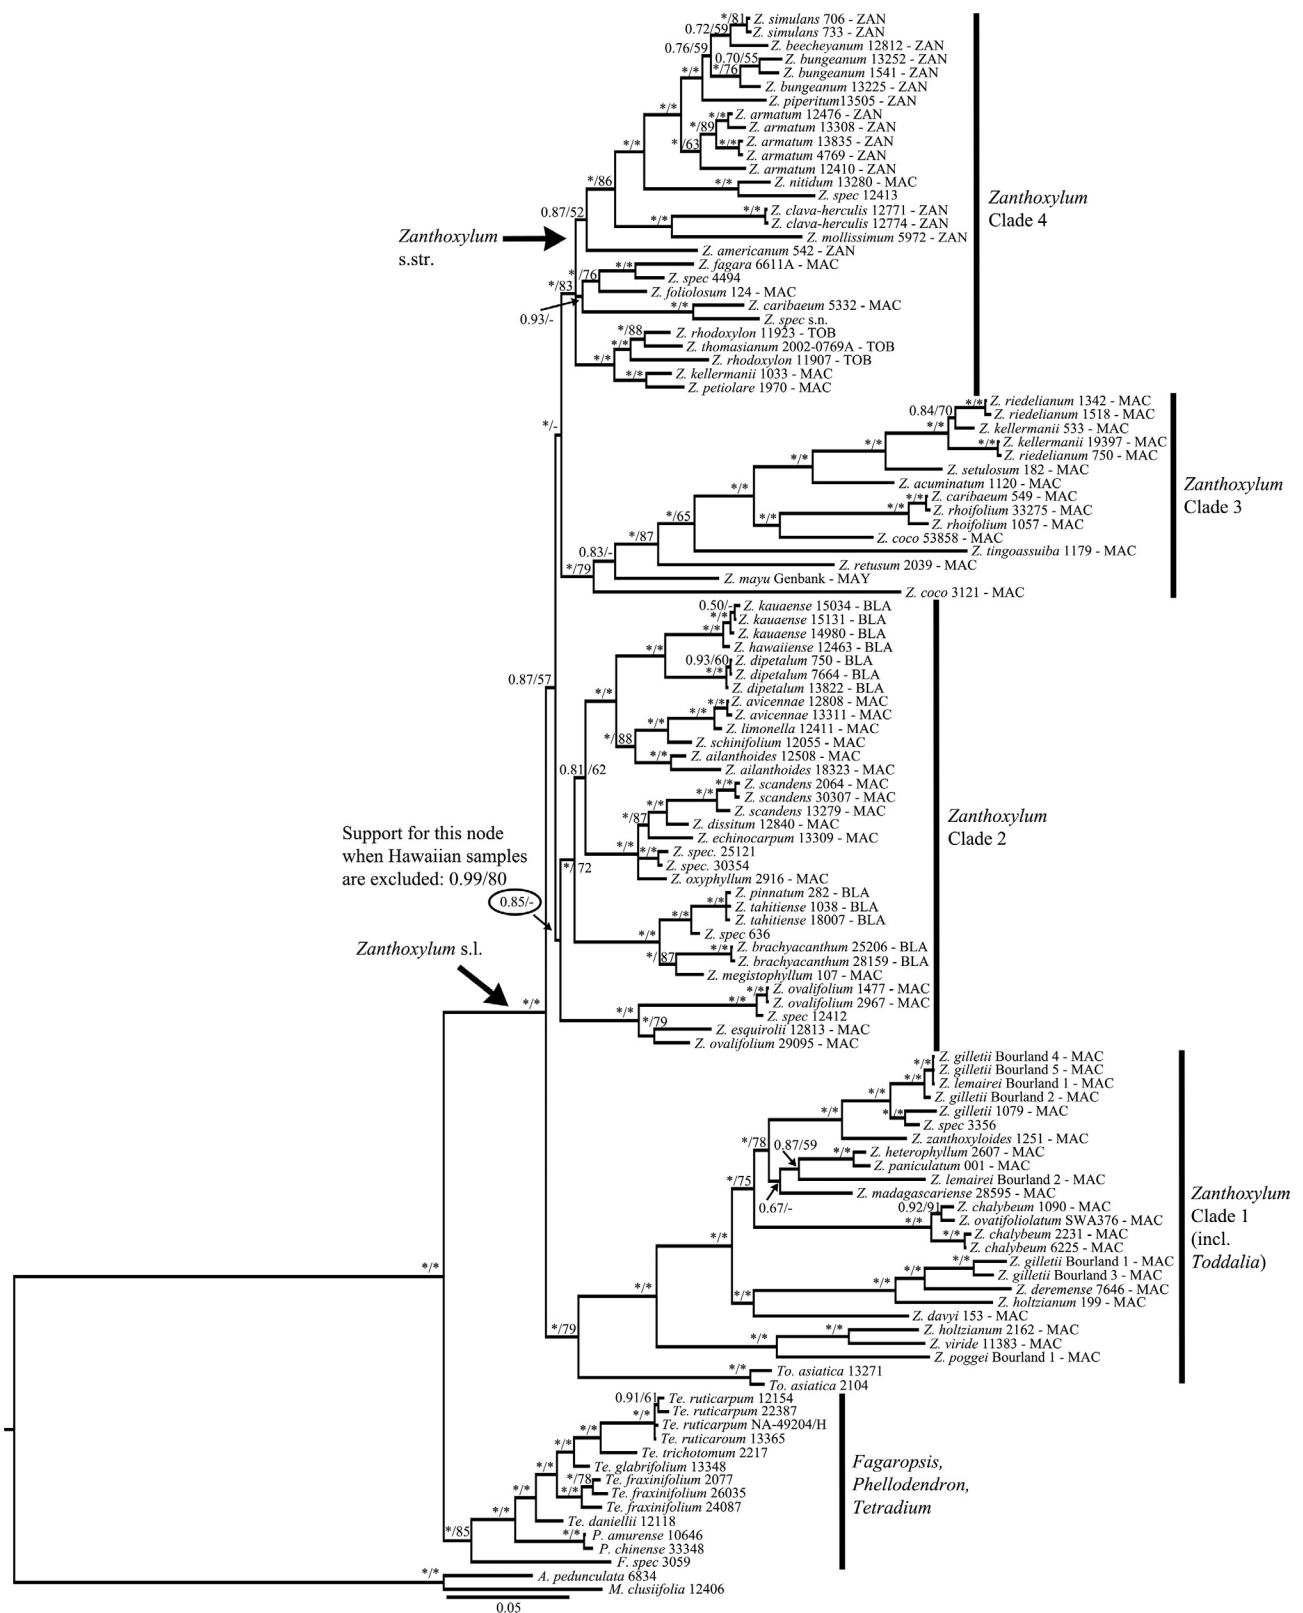 */81
Z. simulans 706 - ZAN
0.72/59
Z. simulans 733 - ZAN
0.76/59
Z. beecheyanum 12812 - ZAN
0.70/55
Z. bungeanum 13252 - ZAN
*/76
Z. bungeanum 1541 - ZAN
*/*
Z. bungeanum 13225 - ZAN
Z. piperitum13505 - ZAN
*/*
*/*
Z. armatum 12476 - ZAN
*/89
Z. armatum 13308 - ZAN
*/63
*/*
Z. armatum 13835 - ZAN
Z. armatum 4769 - ZAN
*/*
Z. armatum 12410 - ZAN
*/86
*/*
Z. nitidum 13280 - MAC
Z. spec 12413
0.87/52
*/*
Z. clava-herculis 12771 - ZAN
*/*
Z. clava-herculis 12774 - ZAN
Z. mollissimum 5972 - ZAN
Z. americanum 542 - ZAN
Zanthoxylum
s.str.
Zanthoxylum
Clade 4
*/*
Z. fagara 6611A - MAC
*/76
Z. spec 4494
*/83
Z. foliolosum 124 - MAC
*/*
Z. caribaeum 5332 - MAC
0.93/-
Z. spec s.n.
*/88
Z. rhodoxylon 11923 - TOB
*/*
Z. thomasianum 2002-0769A - TOB
*/*
Z. rhodoxylon 11907 - TOB
*/*
Z. kellermanii 1033 - MAC
Z. petiolare 1970 - MAC
*/*
Z. riedelianum 1342 - MAC
0.84/70
Z. riedelianum 1518 - MAC
*/*
Z. kellermanii 533 - MAC
*/-
*/*
*/*
Z. kellermanii 19397 - MAC
Z. riedelianum 750 - MAC
*/*
Z. setulosum 182 - MAC
Z. acuminatum 1120 - MAC
*/*
*/*
Z. caribaeum 549 - MAC
*/*
Z. rhoifolium 33275 - MAC
*/65
*/*
Z. rhoifolium 1057 - MAC
*/87
Z. coco 53858 - MAC
0.83/-
Z. tingoassuiba 1179 - MAC
*/79
Z. retusum 2039 - MAC
Z. mayu Genbank - MAY
Z. coco 3121 - MAC
Zanthoxylum
Clade 3
0.50/-
Z. kauaense 15034 - BLA
*/*
Z. kauaense 15131 - BLA
*/*
Z. kauaense 14980 - BLA
*/*
Z. hawaiiense 12463 - BLA
0.93/60
Z. dipetalum 750 - BLA
*/*
Z. dipetalum 7664 - BLA
0.87/57
*/*
Z. dipetalum 13822 - BLA
*/*
Z. avicennae 12808 - MAC
*/*
Z. avicennae 13311 - MAC
*/*
Z. limonella 12411 - MAC
*/88
Z. schinifolium 12055 - MAC
*/*
Z. ailanthoides 12508 - MAC
0.81/62
Z. ailanthoides 18323 - MAC
*/*
Z. scandens 2064 - MAC
*/*
Z. scandens 30307 - MAC
*/87
Z. scandens 13279 - MAC
Z. dissitum 12840 - MAC
Z. echinocarpum 13309 - MAC
*/*
*/*
Z. spec. 25121
Z. spec. 30354
Z. oxyphyllum 2916 - MAC
*/72
Support for this node
when Hawaiian samples
are excluded: 0.99/80
0.85/-
Zanthoxylum
Clade 2
Z. pinnatum 282 - BLA
*/*
Z. tahitiense 1038 - BLA
*/*
Z. tahitiense 18007 - BLA
*/*
Z. spec 636
*/*
Z. brachyacanthum 25206 - BLA
*/87
Z. brachyacanthum 28159 - BLA
Z. megistophyllum 107 - MAC
Zanthoxylum s.l.
*/*
Z. ovalifolium 1477 - MAC
*/*
*/*
*/*
Z. ovalifolium 2967 - MAC
Z. spec 12412
*/79
Z. esquirolii 12813 - MAC
Z. ovalifolium 29095 - MAC
Z. gilletii Bourland 4 - MAC
*/*
Z. gilletii Bourland 5 - MAC
*/*
Z. lemairei Bourland 1 - MAC
*/*
Z. gilletii Bourland 2 - MAC
*/*
*/*
Z. gilletii 1079 - MAC
Z. spec 3356
*/78
Z. zanthoxyloides 1251 - MAC
0.87/59
*/*
Z. heterophyllum 2607 - MAC
Z. paniculatum 001 - MAC
*/75
Z. lemairei Bourland 2 - MAC
Z. madagascariense 28595 - MAC
0.67/-
0.92/91
Z. chalybeum 1090 - MAC
*/*
Z. ovatifoliolatum SWA376 - MAC
*/*
Z. chalybeum 2231 - MAC
*/*
Z. chalybeum 6225 - MAC
Zanthoxylum
Clade 1
(incl.
Toddalia)
*/*
Z. gilletii Bourland 1 - MAC
*/*
*/*
Z. gilletii Bourland 3 - MAC
*/*
Z. deremense 7646 - MAC
*/*
*/*
Z. holtzianum 199 - MAC
Z. davyi 153 - MAC
*/79
*/*
*/*
Z. holtzianum 2162 - MAC
Z. viride 11383 - MAC
Z. poggei Bourland 1 - MAC
*/*
To. asiatica 13271
To. asiatica 2104
0.91/61
Te. ruticarpum 12154
*/*
Te. ruticarpum 22387
*/*
Te. ruticarpum NA-49204/H
Te. ruticaroum 13365
*/*
Te. trichotomum 2217
*/*
Te. glabrifolium 13348
*/78
Te. fraxinifolium 2077
*/*
*/*
Te. fraxinifolium 26035
Te. fraxinifolium 24087
*/*
Te. daniellii 12118
*/85
*/*
P. amurense 10646
P. chinense 33348
F. spec 3059
Fagaropsis,
Phellodendron,
Tetradium
*/*
A. pedunculata 6834
M. clusiifolia 12406
0.05